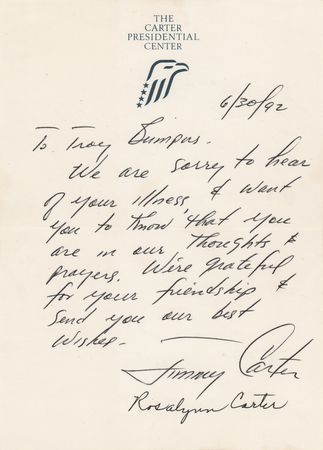 THE
CARTER
PRESIDENTIAL
CENTER
6/30/92
To Troy Bumpus.
We are sorry to hear
of your illness & want
you to know that you
are in our thoughts &
prayers. We're grateful
for your friendship &
send you our best
wishes -
Jimmy Carter
Rosalynn Carter